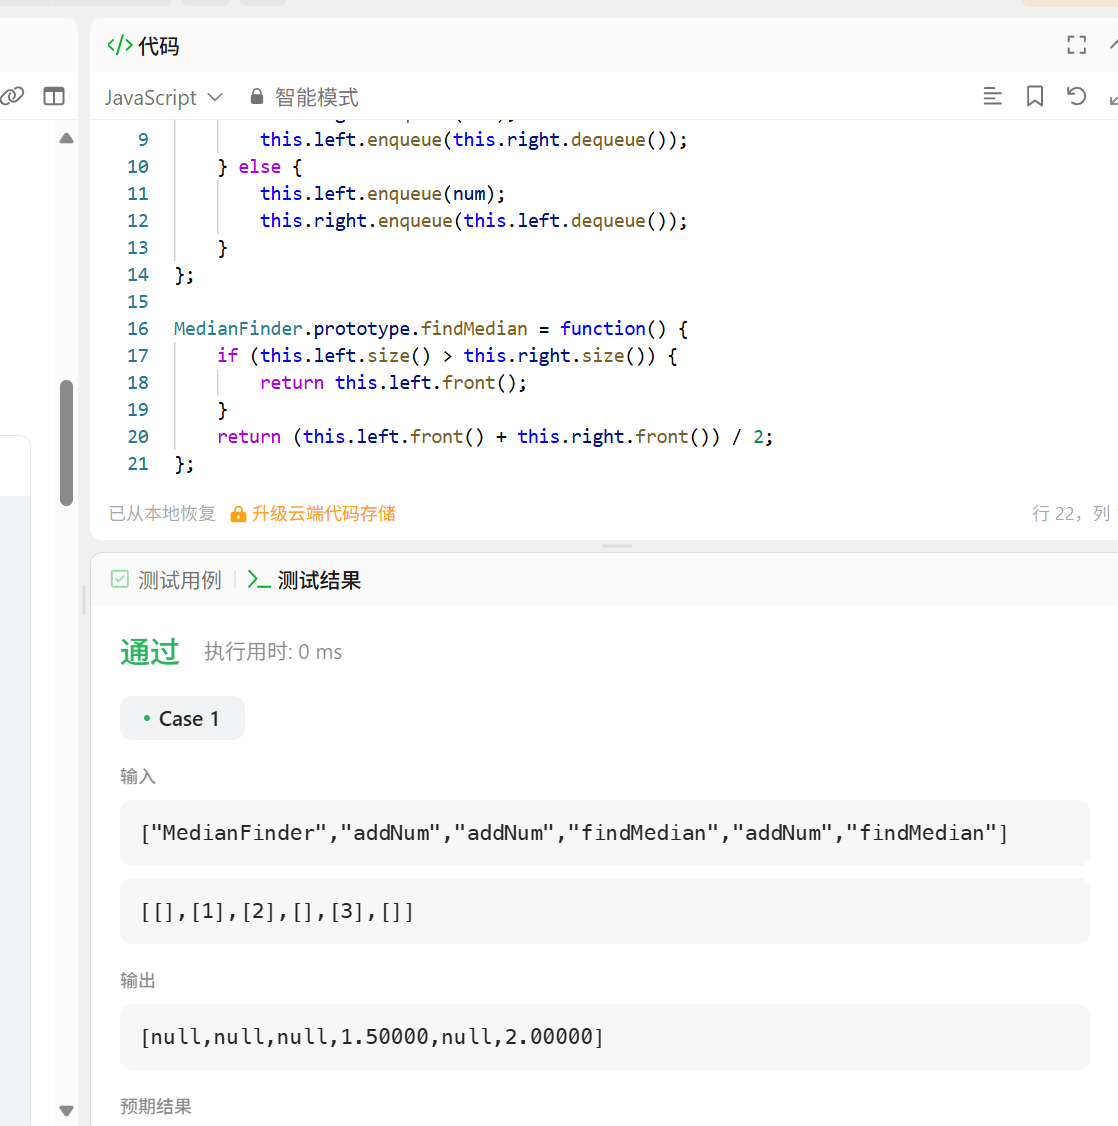 </> 代码
JavaScript 智能模式
9 this.left.enqueue(this.right.dequeue());
10 } else {
11 this.left.enqueue(num);
12 this.right.enqueue(this.left.dequeue());
13 }
14 };
15
16 MedianFinder.prototype.findMedian = function() {
17 if (this.left.size() > this.right.size()) {
18 return this.left.front();
19 }
20 return (this.left.front() + this.right.front()) / 2;
21 };
已从本地恢复 升级云端代码存储 行 22，列
测试用例 >_ 测试结果
通过 执行用时: 0 ms
• Case 1
输入
["MedianFinder","addNum","addNum","findMedian","addNum","findMedian"]
[[],[1],[2],[],[3],[]]
输出
[null,null,null,1.50000,null,2.00000]
预期结果